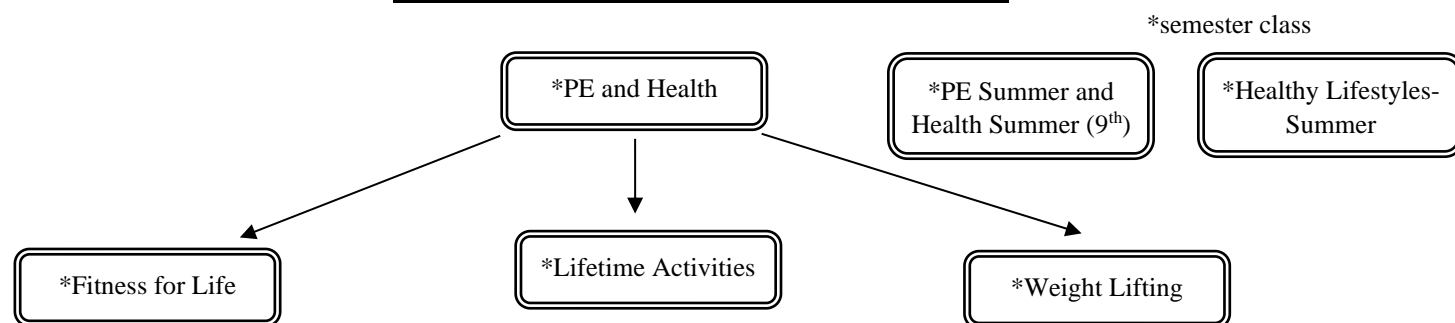 *semester class
*PE and Health
*PE Summer and
Health Summer (9th)
*Healthy Lifestyles-
Summer
*Fitness for Life
*Lifetime Activities
*Weight Lifting